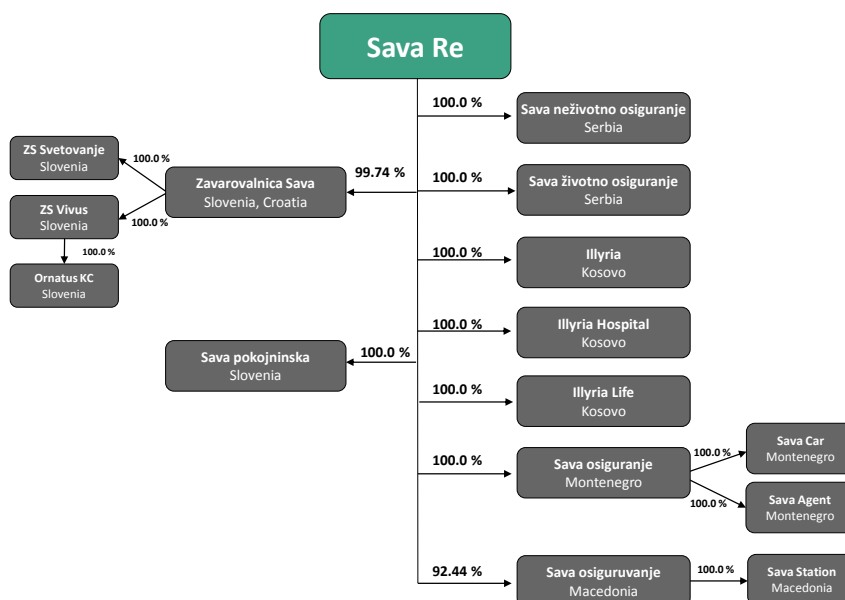 Sava Re
100.0 %
Sava neživotno osiguranje
Serbia
ZS Svetovanje
Slovenia
100.0 %
Zavarovalnica Sava
Slovenia, Croatia
99.74 %
100.0 %
Sava životno osiguranje
Serbia
ZS Vivus
Slovenia
100.0 %
100.0 %
Ornatus KC
Slovenia
100.0 %
Illyria
Kosovo
100.0 %
Illyria Hospital
Kosovo
Sava pokojninska
Slovenia
100.0 %
100.0 %
Illyria Life
Kosovo
100.0 %
Sava osiguranje
Montenegro
100.0 %
Sava Car
Montenegro
100.0 %
Sava Agent
Montenegro
92.44 %
Sava osiguruvanje
Macedonia
100.0 %
Sava Station
Macedonia